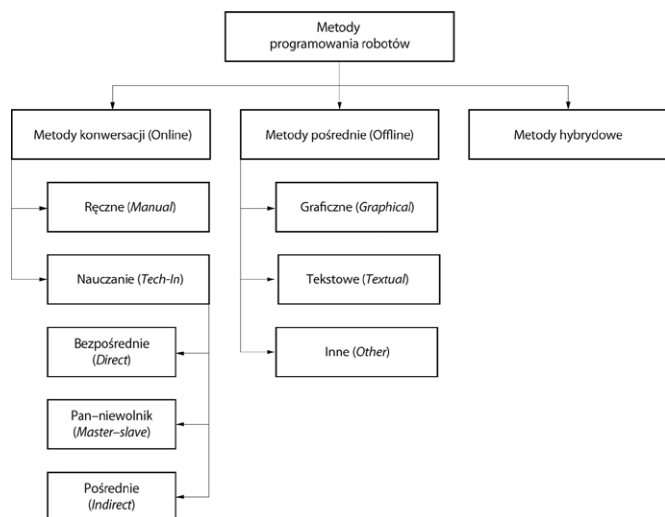 Metody
programowania robotów
Metody konwersacji (Online)
Metody pośrednie (Offline)
Metody hybrydowe
Ręczne (Manual)
Graficzne (Graphical)
Nauczanie (Tech-In)
Tekstowe (Textual)
Bezpośrednie
(Direct)
Inne (Other)
Pan–niewolnik
(Master–slave)
Pośrednie
(Indirect)